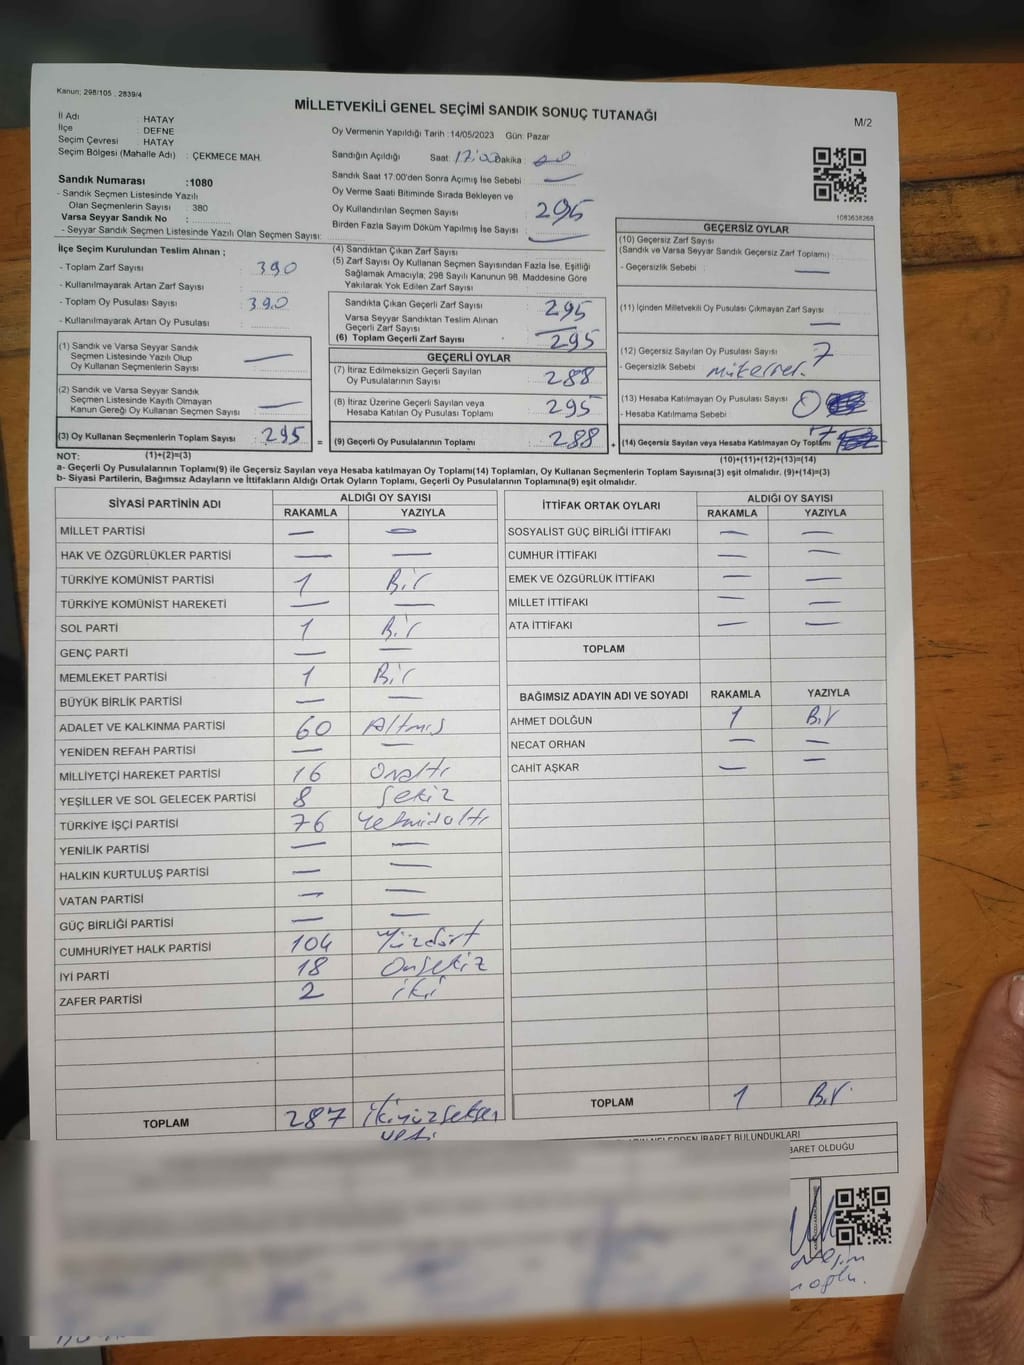 Kanun; 298/105 , 2839/4
MİLLETVEKİLİ GENEL SEÇİMİ SANDIK SONUÇ TUTANAĞI
M/2
İl Adı : HATAY
İlçe : DEFNE
Seçim Çevresi : HATAY
Seçim Bölgesi (Mahalle Adı) : ÇEKMECE MAH.
Sandık Numarası :1080
- Sandık Seçmen Listesinde Yazılı
Olan Seçmenlerin Sayısı : 380
Varsa Seyyar Sandık No :
- Seyyar Sandık Seçmen Listesinde Yazılı Olan Seçmen Sayısı:
Oy Vermenin Yapıldığı Tarih :14/05/2023 Gün: Pazar
Sandığın Açıldığı Saat: 17:00 Dakika : 00
Sandık Saat 17:00'den Sonra Açımış İse Sebebi : —
Oy Verme Saati Bitiminde Sırada Bekleyen ve
Oy Kullandırılan Seçmen Sayısı : 295
Birden Fazla Sayım Döküm Yapılmış İse Sayısı : —
1083638268
İlçe Seçim Kurulundan Teslim Alınan ;
- Toplam Zarf Sayısı : 390
- Kullanılmayarak Artan Zarf Sayısı :
- Toplam Oy Pusulası Sayısı : 390
- Kullanılmayarak Artan Oy Pusulası :
(1) Sandık ve Varsa Seyyar Sandık
Seçmen Listesinde Yazılı Olup
Oy Kullanan Seçmenlerin Sayısı : —
(2) Sandık ve Varsa Seyyar Sandık
Seçmen Listesinde Kayıtlı Olmayan
Kanun Gereği Oy Kullanan Seçmen Sayısı : —
(3) Oy Kullanan Seçmenlerin Toplam Sayısı : 295 =
(4) Sandıktan Çıkan Zarf Sayısı :
(5) Zarf Sayısı Oy Kullanan Seçmen Sayısından Fazla İse, Eşitliği
Sağlamak Amacıyla; 298 Sayılı Kanunun 98. Maddesine Göre
Yakılarak Yok Edilen Zarf Sayısı :
Sandıkta Çıkan Geçerli Zarf Sayısı : 295
Varsa Seyyar Sandıktan Teslim Alınan
Geçerli Zarf Sayısı : —
(6) Toplam Geçerli Zarf Sayısı : 295
GEÇERLİ OYLAR
(7) İtiraz Edilmeksizin Geçerli Sayılan
Oy Pusulalarının Sayısı : 288
(8) İtiraz Üzerine Geçerli Sayılan veya
Hesaba Katılan Oy Pusulası Toplamı : 295
(9) Geçerli Oy Pusulalarının Toplamı : 288 +
GEÇERSİZ OYLAR
(10) Geçersiz Zarf Sayısı
(Sandık ve Varsa Seyyar Sandık Geçersiz Zarf Toplamı) :
- Geçersizlik Sebebi : —
(11) İçinden Milletvekili Oy Pusulası Çıkmayan Zarf Sayısı
: —
(12) Geçersiz Sayılan Oy Pusulası Sayısı : 7
- Geçersizlik Sebebi :
(13) Hesaba Katılmayan Oy Pusulası Sayısı : 0
- Hesaba Katılmama Sebebi :
(14) Geçersiz Sayılan veya Hesaba Katılmayan Oy Toplamı : 7
NOT: (1)+(2)=(3)
(10)+(11)+(12)+(13)=(14)
a- Geçerli Oy Pusulalarının Toplamı(9) ile Geçersiz Sayılan veya Hesaba katılmayan Oy Toplamı(14) Toplamları, Oy Kullanan Seçmenlerin Toplam Sayısına(3) eşit olmalıdır. (9)+(14)=(3)
b- Siyasi Partilerin, Bağımsız Adayların ve İttifakların Aldığı Ortak Oyların Toplamı, Geçerli Oy Pusulalarının Toplamına(9) eşit olmalıdır.
SİYASİ PARTİNİN ADI ALDIĞI OY SAYISI
RAKAMLA YAZIYLA
MİLLET PARTİSİ — —
HAK VE ÖZGÜRLÜKLER PARTİSİ — —
TÜRKİYE KOMÜNİST PARTİSİ 1 Bir
TÜRKİYE KOMÜNİST HAREKETİ — —
SOL PARTİ 1 Bir
GENÇ PARTİ — —
MEMLEKET PARTİSİ 1 Bir
BÜYÜK BİRLİK PARTİSİ — —
ADALET VE KALKINMA PARTİSİ 60 Altmış
YENİDEN REFAH PARTİSİ — —
MİLLİYETÇİ HAREKET PARTİSİ 16 Onaltı
YEŞİLLER VE SOL GELECEK PARTİSİ 8 Sekiz
TÜRKİYE İŞÇİ PARTİSİ 76 Yetmişaltı
YENİLİK PARTİSİ — —
HALKIN KURTULUŞ PARTİSİ — —
VATAN PARTİSİ — —
GÜÇ BİRLİĞİ PARTİSİ — —
CUMHURİYET HALK PARTİSİ 104 Yüzdört
İYİ PARTİ 18 Onsekiz
ZAFER PARTİSİ 2 iki
TOPLAM 287 ikiyüzseksen
yedi
İTTİFAK ORTAK OYLARI ALDIĞI OY SAYISI
RAKAMLA YAZIYLA
SOSYALİST GÜÇ BİRLİĞİ İTTİFAKI — —
CUMHUR İTTİFAKI — —
EMEK VE ÖZGÜRLÜK İTTİFAKI — —
MİLLET İTTİFAKI — —
ATA İTTİFAKI — —
TOPLAM
BAĞIMSIZ ADAYIN ADI VE SOYADI RAKAMLA YAZIYLA
AHMET DOLĞUN 1 Bir
NECAT ORHAN — —
CAHİT AŞKAR — —
TOPLAM 1 Bir
NELERDEN İBARET BULUNDUKLARI
BARET OLDUĞU